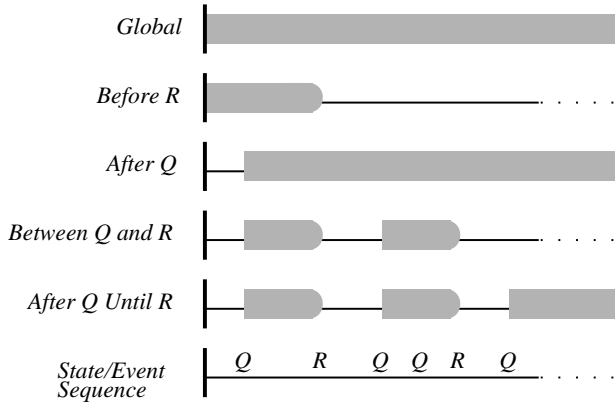 Global
Before R
After Q
Between Q and R
After Q Until R
Q R Q Q R Q
State/Event
Sequence